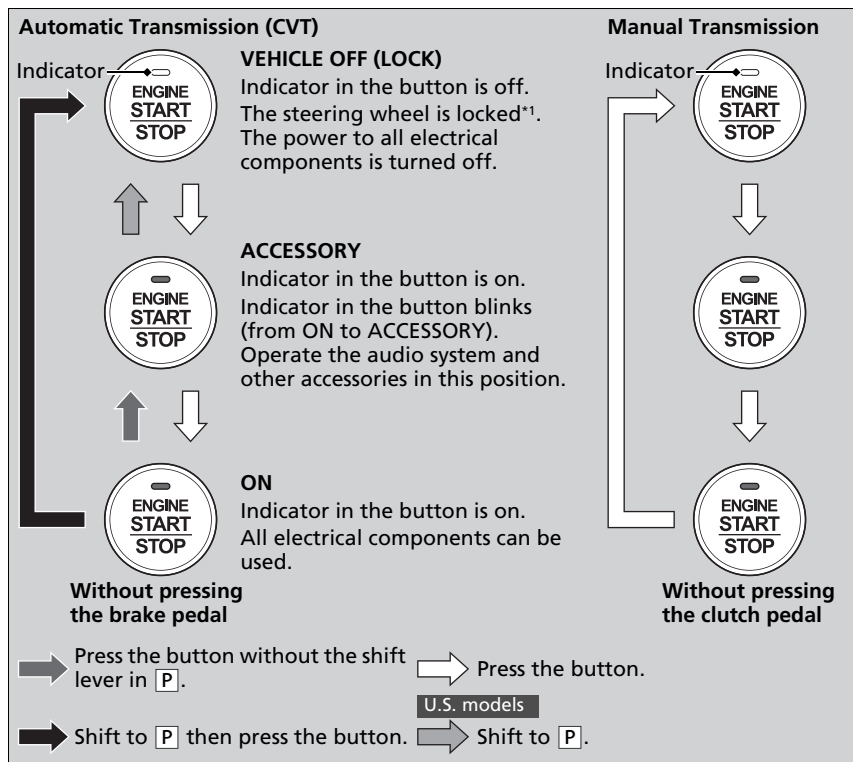 Automatic Transmission (CVT)
Manual Transmission
Indicator
ENGINE
START
STOP
VEHICLE OFF (LOCK)
Indicator in the button is off.
The steering wheel is locked*1.
The power to all electrical
components is turned off.
Indicator
ENGINE
START
STOP
ENGINE
START
STOP
ACCESSORY
Indicator in the button is on.
Indicator in the button blinks
(from ON to ACCESSORY).
Operate the audio system and
other accessories in this position.
ENGINE
START
STOP
ENGINE
START
STOP
ON
Indicator in the button is on.
All electrical components can be
used.
ENGINE
START
STOP
Without pressing
the brake pedal
Without pressing
the clutch pedal
Press the button without the shift
lever in P.
Press the button.
U.S. models
Shift to P then press the button.
Shift to P.